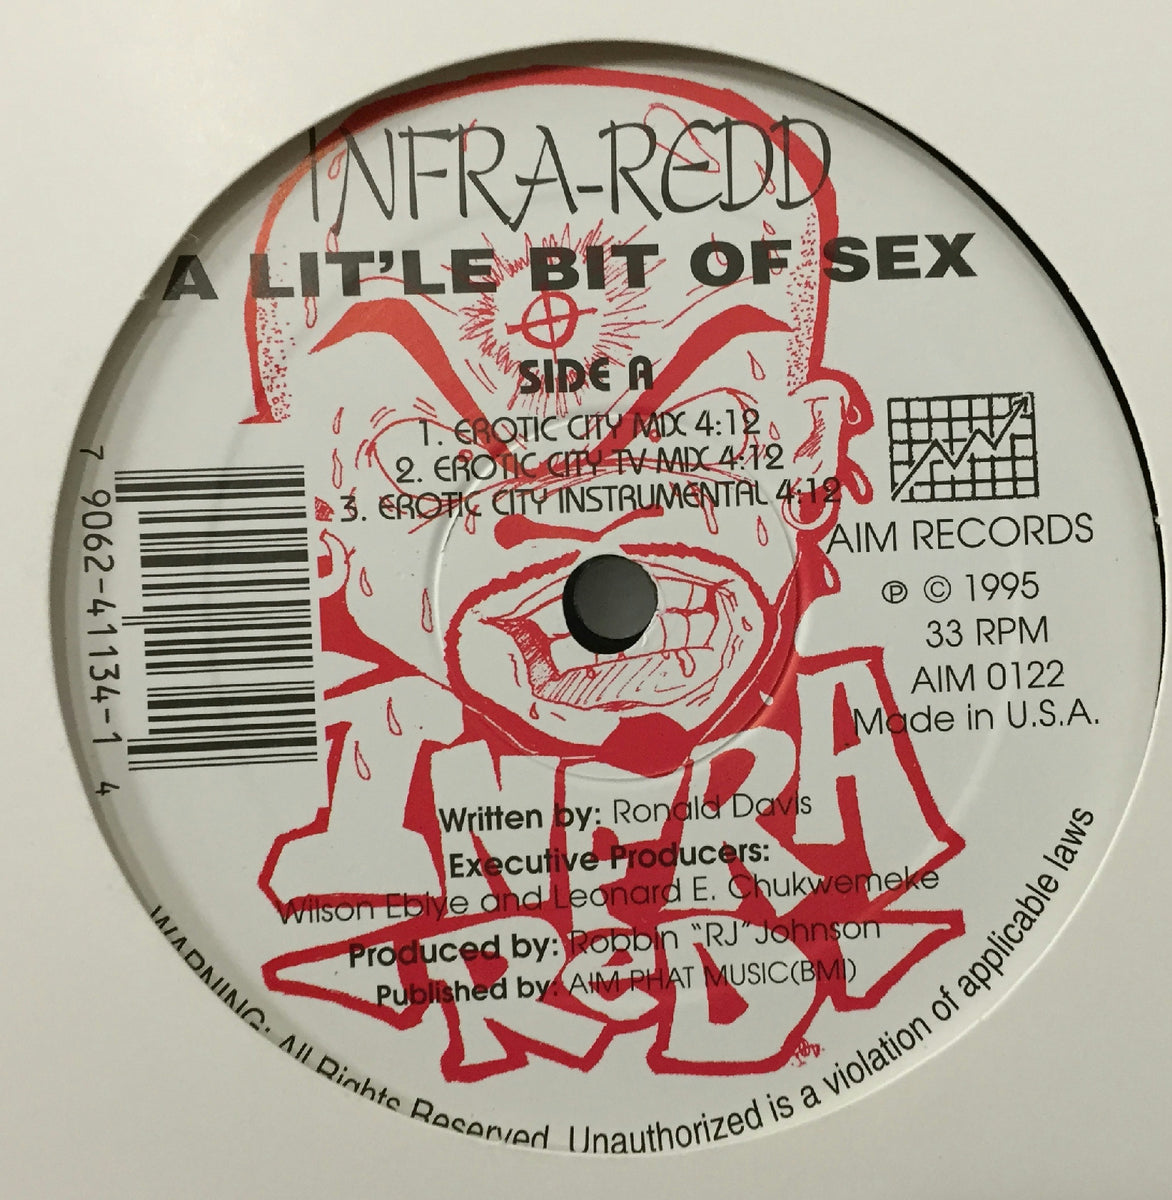 INFRA-REDD
A LIT'LE BIT OF SEX
SIDE A
1. EROTIC CITY MIX 4:12
2. EROTIC CITY TV MIX 4:12
3. EROTIC CITY INSTRUMENTAL 4:12
7 9062-41134-1 4
AIM RECORDS
℗ © 1995
33 RPM
AIM 0122
Made in U.S.A.
INFRA
ReD
Written by: Ronald Davis
Executive Producers:
Wilson Eblye and Leonard E. Chukwemeke
Produced by: Robbin "RJ" Johnson
Published by: AIM PHAT MUSIC(BMI)
WARNING: All Rights Reserved. Unauthorized is a violation of applicable laws